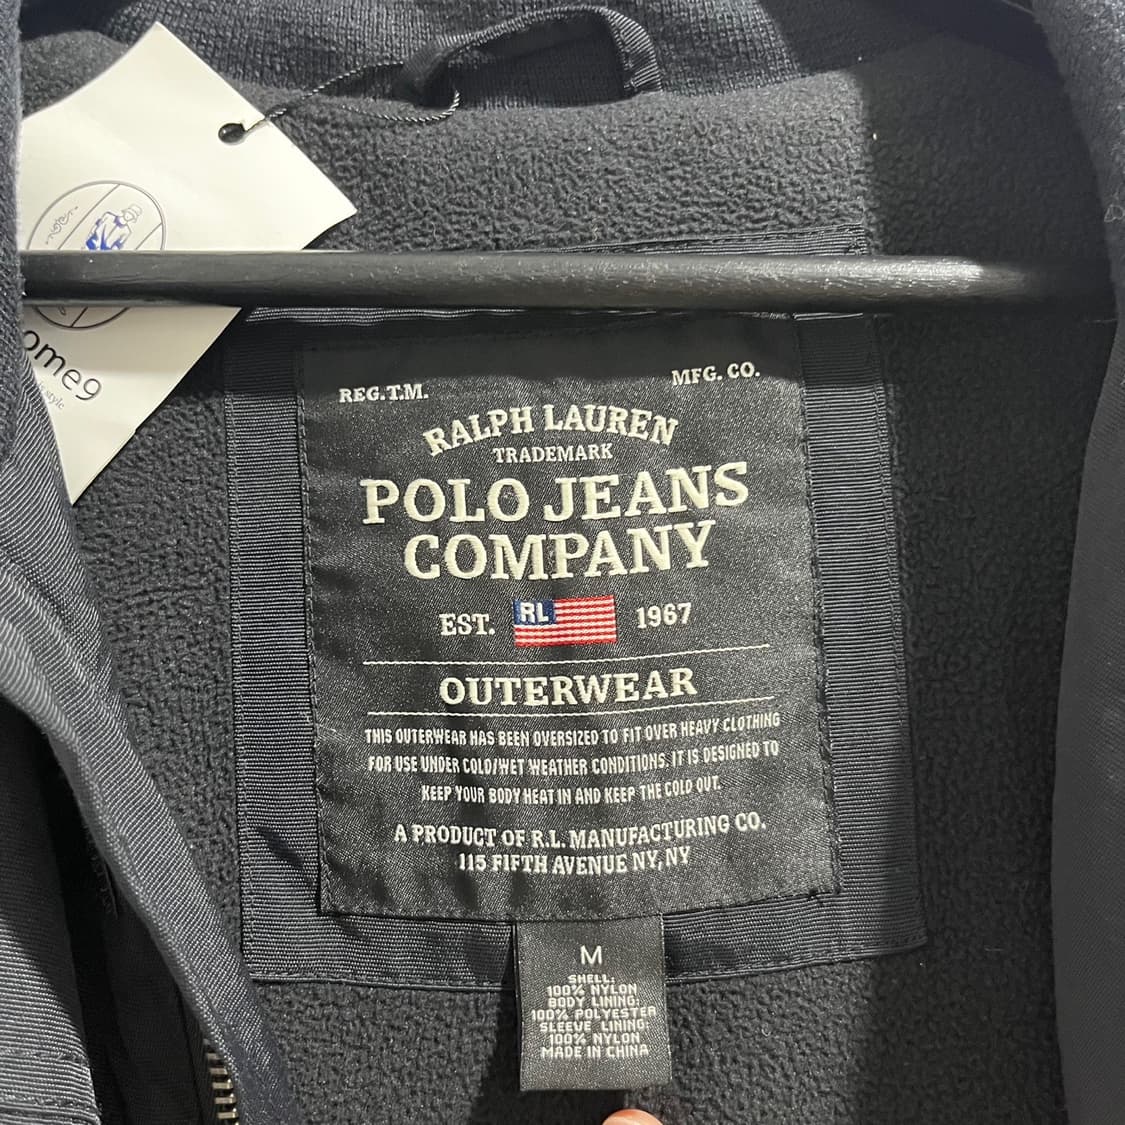 ome9
style
REG.T.M.
MFG. CO.
RALPH LAUREN
TRADEMARK
POLO JEANS
COMPANY
EST. RL 1967
OUTERWEAR
THIS OUTERWEAR HAS BEEN OVERSIZED TO FIT OVER HEAVY CLOTHING
FOR USE UNDER COLD/WET WEATHER CONDITIONS. IT IS DESIGNED TO
KEEP YOUR BODY HEAT IN AND KEEP THE COLD OUT.
A PRODUCT OF R.L. MANUFACTURING CO.
115 FIFTH AVENUE NY, NY
M
SHELL:
100% NYLON
BODY LINING:
100% POLYESTER
SLEEVE LINING:
100% NYLON
MADE IN CHINA